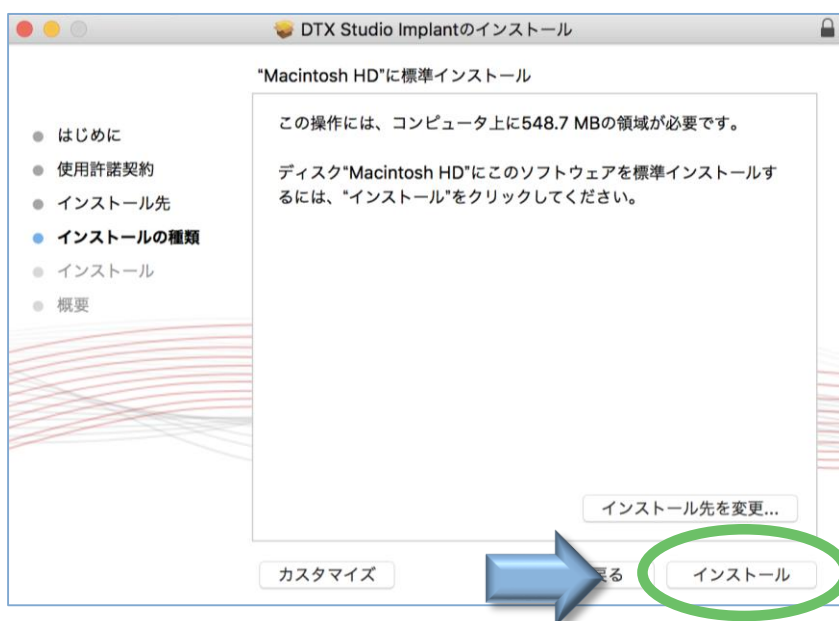 DTX Studio Implantのインストール
"Macintosh HD"に標準インストール
はじめに
使用許諾契約
インストール先
インストールの種類
インストール
概要
この操作には、コンピュータ上に548.7 MBの領域が必要です。
ディスク"Macintosh HD"にこのソフトウェアを標準インストールす
るには、"インストール"をクリックしてください。
インストール先を変更...
カスタマイズ
る
インストール